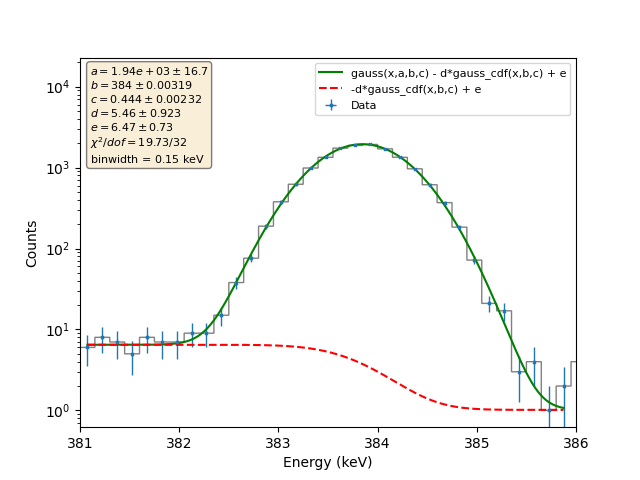 a = 1.94e + 03 ± 16.7
b = 384 ± 0.00319
c = 0.444 ± 0.00232
d = 5.46 ± 0.923
e = 6.47 ± 0.73
χ²/dof = 19.73/32
binwidth = 0.15 keV
gauss(x,a,b,c) - d*gauss_cdf(x,b,c) + e
-d*gauss_cdf(x,b,c) + e
Data
10⁴
10³
10²
10¹
10⁰
Counts
381 382 383 384 385 386
Energy (keV)